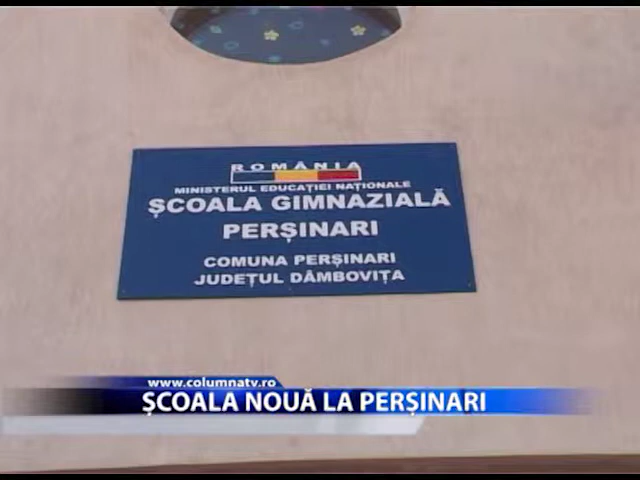 ROMÂNIA
MINISTERUL EDUCAȚIEI NAȚIONALE
ȘCOALA GIMNAZIALĂ
PERȘINARI
COMUNA PERȘINARI
JUDEȚUL DÂMBOVIȚA
www.columnatv.ro
ȘCOALA NOUĂ LA PERȘINARI